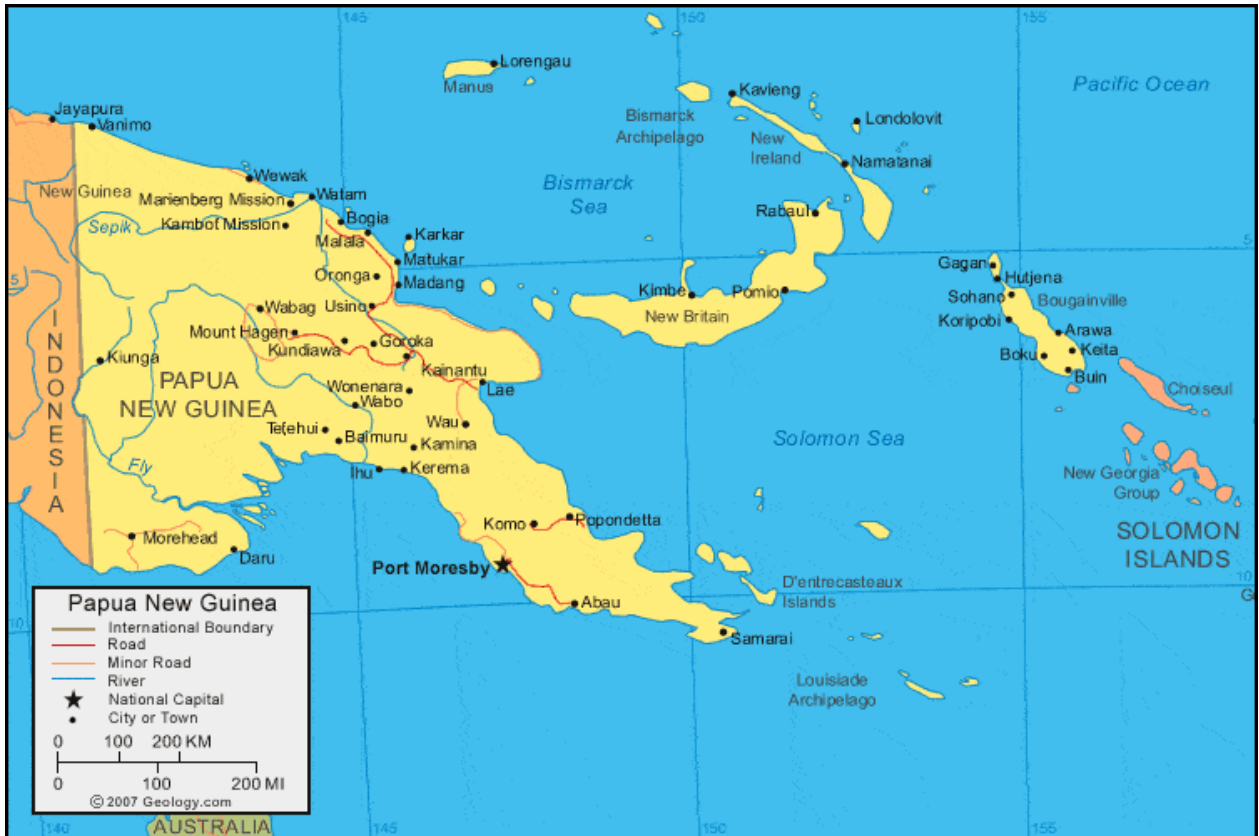 145
150
155
Lorengau
Manus
Kavieng
Pacific Ocean
Jayapura
Vanimo
Bismarck
Archipelago
New
Ireland
Londolovit
Namatanai
Wewak
New Guinea
Marienberg Mission
Watam
Bismarck
Sea
Rabaul
Sepik
Kambot Mission
Bogia
Malala
Karkar
Matukar
5
Gagan
Hutjena
Oronga
Madang
5
Kimbe
Pomio
Sohano
Bougainville
Wabag
Usino
New Britain
Koripobi
Arawa
Mount Hagen
Kundiawa
Goroka
Boku
Keita
Kiunga
Kainantu
Lae
Buin
INDONESIA
PAPUA
NEW GUINEA
Wonenara
Wabo
Choiseul
Wau
Solomon Sea
Baimuru
Kamina
Fly
Ihu
Kerema
New Georgia
Group
Komo
Popondetta
SOLOMON
ISLANDS
Morehead
Daru
Port Moresby
D'entrecasteaux
Islands
10
G
Abau
Samarai
10
Louisiade
Archipelago
Papua New Guinea
International Boundary
Road
Minor Road
River
National Capital
City or Town
0 100 200 KM
0 100 200 MI
© 2007 Geology.com
140
AUSTRALIA
145
150
155